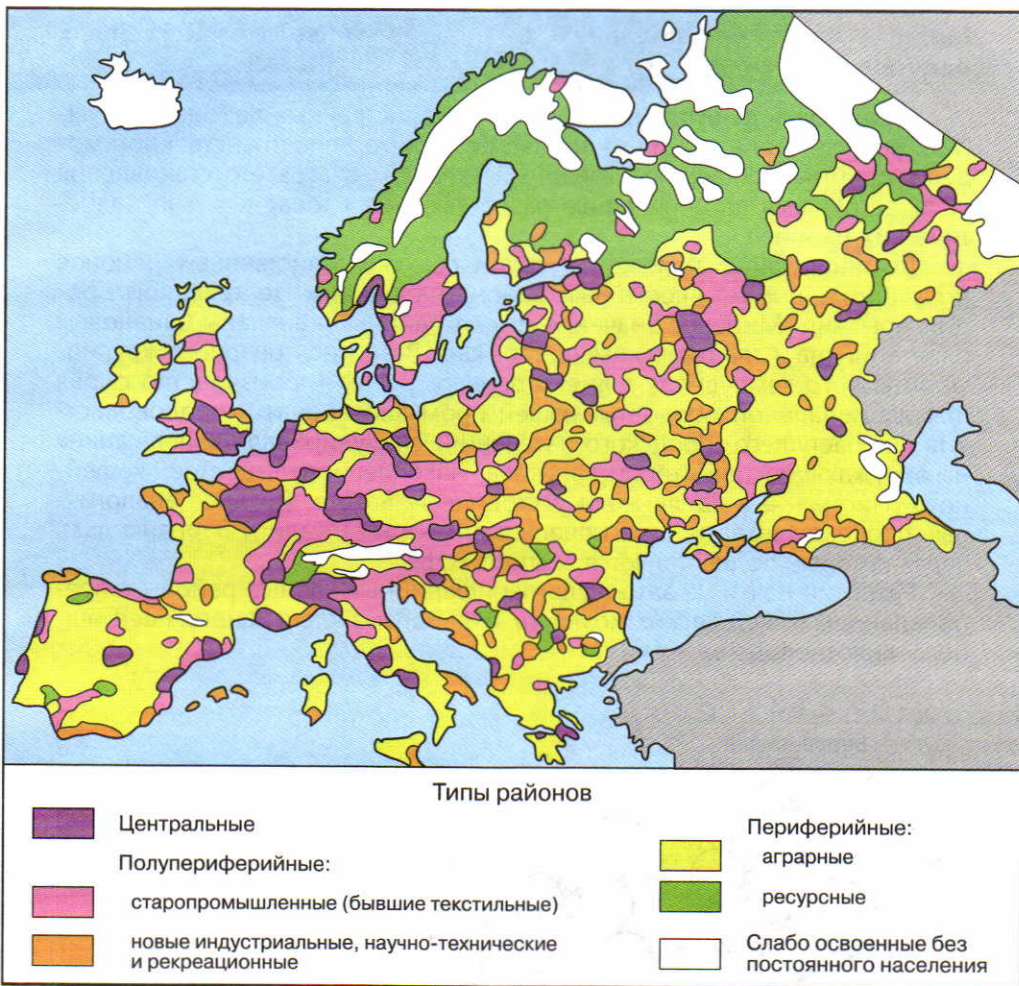 Типы районов
Центральные
Полупериферийные:
старопромышленные (бывшие текстильные)
новые индустриальные, научно-технические
и рекреационные
Периферийные:
аграрные
ресурсные
Слабо освоенные без
постоянного населения